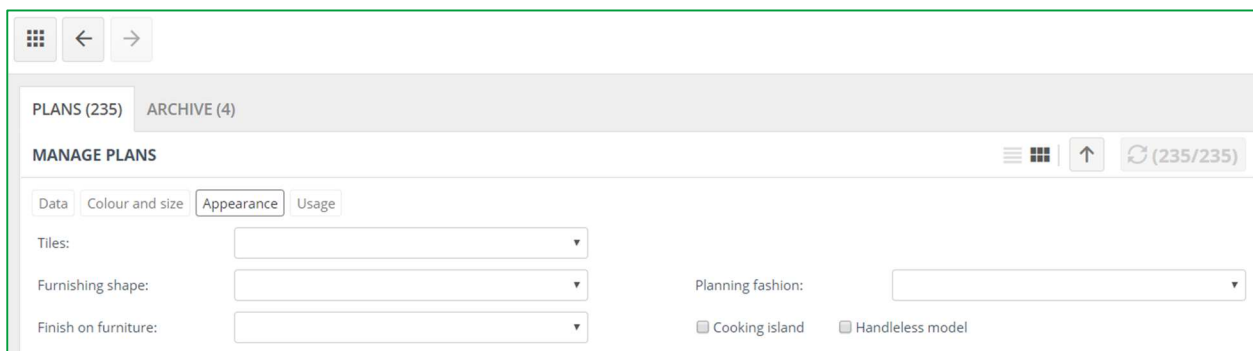 PLANS (235) ARCHIVE (4)
MANAGE PLANS (235/235)
Data Colour and size Appearance Usage
Tiles:
Furnishing shape: Planning fashion:
Finish on furniture: Cooking island Handleless model